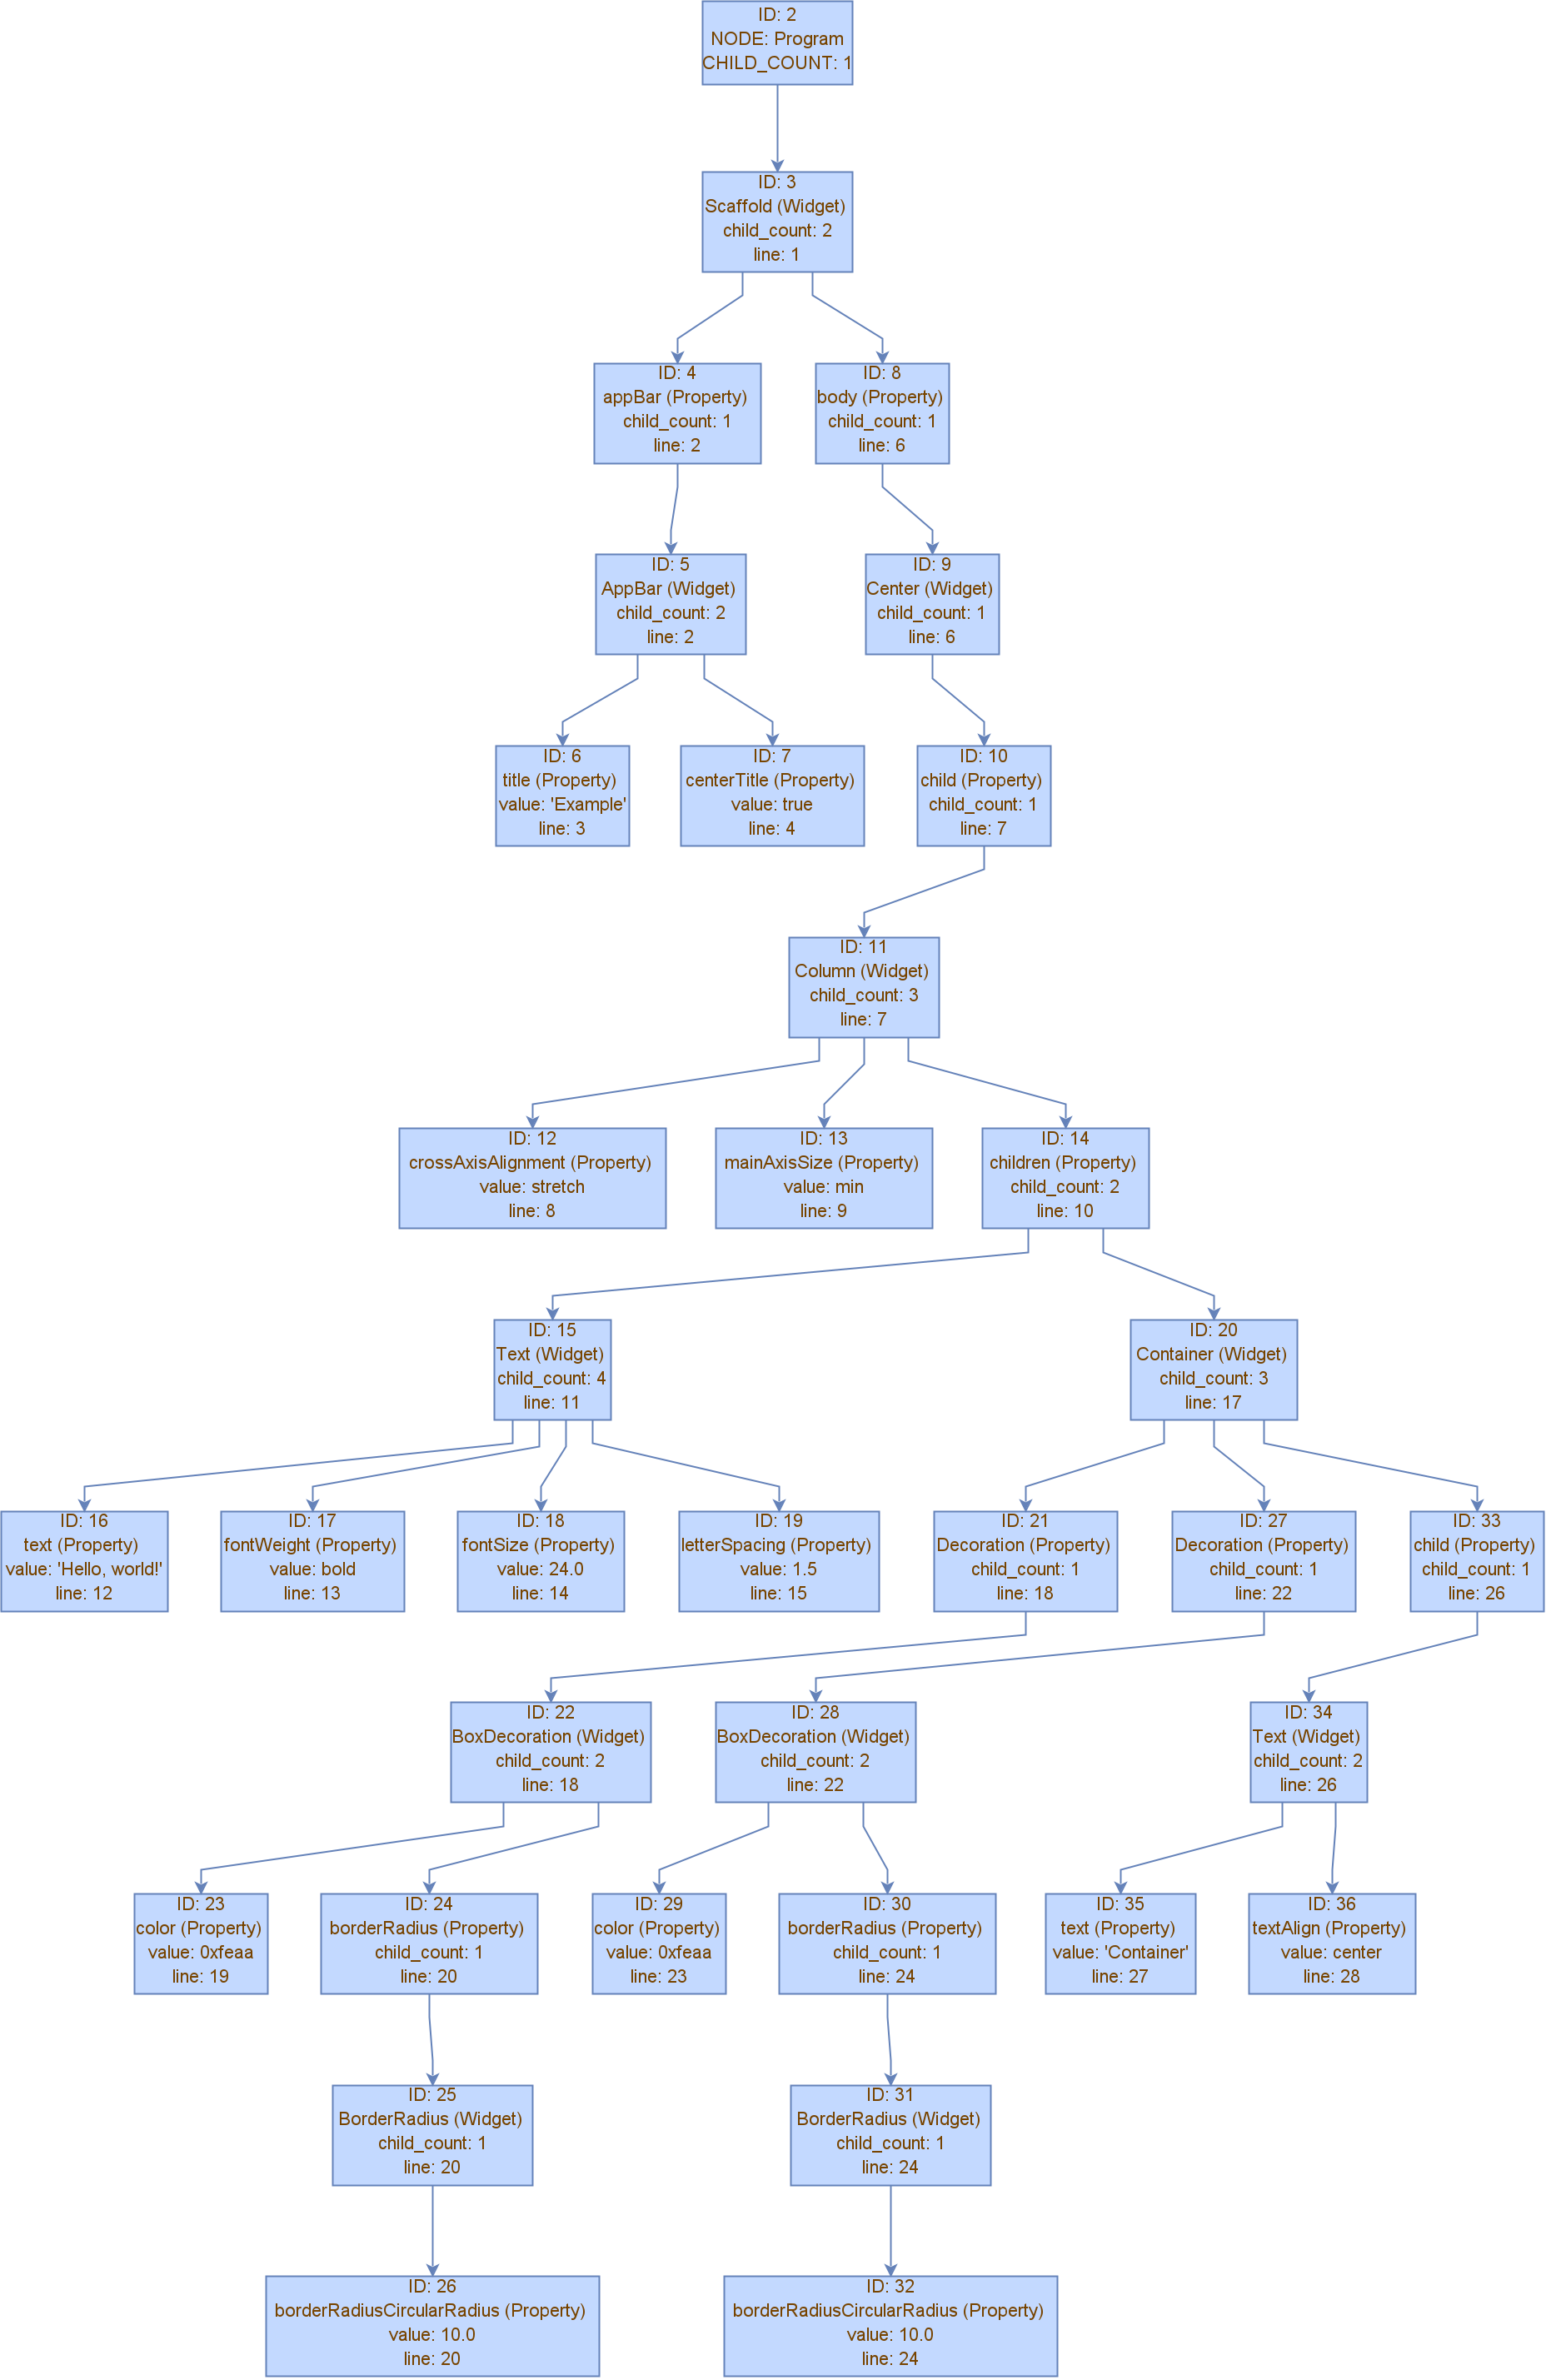 ID: 2
NODE: Program
CHILD_COUNT: 1
ID: 3
Scaffold (Widget)
child_count: 2
line: 1
ID: 4
appBar (Property)
child_count: 1
line: 2
ID: 8
body (Property)
child_count: 1
line: 6
ID: 5
AppBar (Widget)
child_count: 2
line: 2
ID: 9
Center (Widget)
child_count: 1
line: 6
ID: 6
title (Property)
value: 'Example'
line: 3
ID: 7
centerTitle (Property)
value: true
line: 4
ID: 10
child (Property)
child_count: 1
line: 7
ID: 11
Column (Widget)
child_count: 3
line: 7
ID: 12
crossAxisAlignment (Property)
value: stretch
line: 8
ID: 13
mainAxisSize (Property)
value: min
line: 9
ID: 14
children (Property)
child_count: 2
line: 10
ID: 15
Text (Widget)
child_count: 4
line: 11
ID: 20
Container (Widget)
child_count: 3
line: 17
ID: 16
text (Property)
value: 'Hello, world!'
line: 12
ID: 17
fontWeight (Property)
value: bold
line: 13
ID: 18
fontSize (Property)
value: 24.0
line: 14
ID: 19
letterSpacing (Property)
value: 1.5
line: 15
ID: 21
Decoration (Property)
child_count: 1
line: 18
ID: 27
Decoration (Property)
child_count: 1
line: 22
ID: 33
child (Property)
child_count: 1
line: 26
ID: 22
BoxDecoration (Widget)
child_count: 2
line: 18
ID: 28
BoxDecoration (Widget)
child_count: 2
line: 22
ID: 34
Text (Widget)
child_count: 2
line: 26
ID: 23
color (Property)
value: 0xfeaa
line: 19
ID: 24
borderRadius (Property)
child_count: 1
line: 20
ID: 29
color (Property)
value: 0xfeaa
line: 23
ID: 30
borderRadius (Property)
child_count: 1
line: 24
ID: 35
text (Property)
value: 'Container'
line: 27
ID: 36
textAlign (Property)
value: center
line: 28
ID: 25
BorderRadius (Widget)
child_count: 1
line: 20
ID: 31
BorderRadius (Widget)
child_count: 1
line: 24
ID: 26
borderRadiusCircularRadius (Property)
value: 10.0
line: 20
ID: 32
borderRadiusCircularRadius (Property)
value: 10.0
line: 24